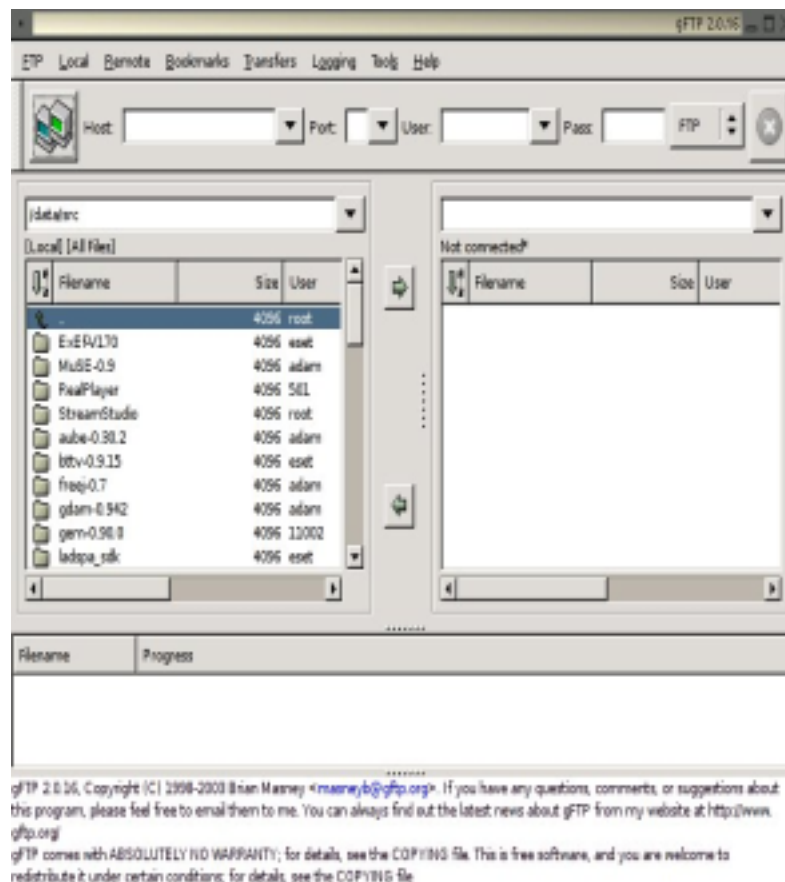 gFTP 2.0.16
FTP Local Remote Bookmarks Transfers Logging Tools Help
Host: Port: User: Pass: FTP
/data/src
[Local] [All Files]
Filename Size User
.. 4096 root
4096 eset
MuSE-0.9 4096 adam
RealPlayer 4096 501
StreamStudio 4096 root
aube-0.30.2 4096 adam
bttv-0.9.15 4096 eset
freej-0.7 4096 adam
gdam-0.942 4096 adam
gem-0.90.0 4096 11002
ladspa_sdk 4096 eset
Not connected*
Filename Size User
Filename Progress
gFTP 2.0.16, Copyright (C) 1998-2003 Brian Masney <masneyb@gftp.org>. If you have any questions, comments, or suggestions about
this program, please feel free to email them to me. You can always find out the latest news about gFTP from my website at http://www.
gftp.org/
gFTP comes with ABSOLUTELY NO WARRANTY; for details, see the COPYING file. This is free software, and you are welcome to
redistribute it under certain conditions; for details, see the COPYING file